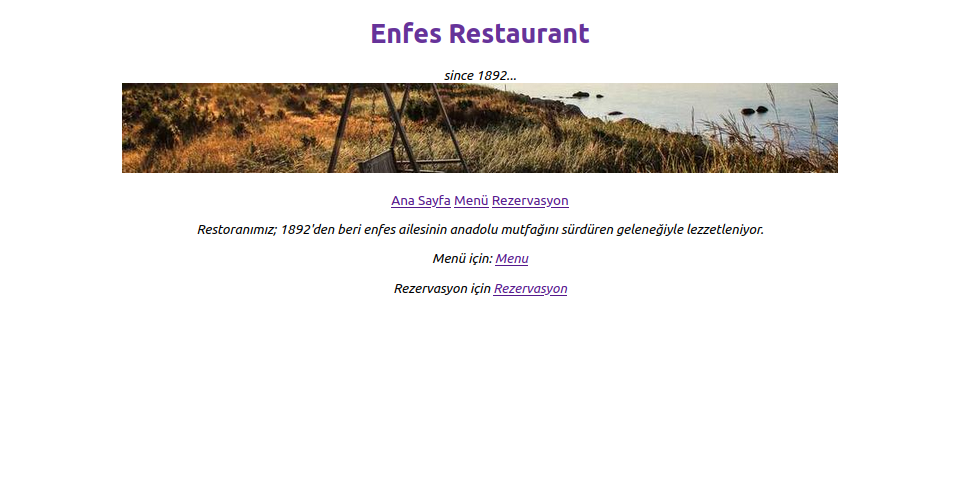 Enfes Restaurant
since 1892...
Ana Sayfa Menü Rezervasyon
Restoranımız; 1892'den beri enfes ailesinin anadolu mutfağını sürdüren geleneğiyle lezzetleniyor.
Menü için: Menu
Rezervasyon için Rezervasyon